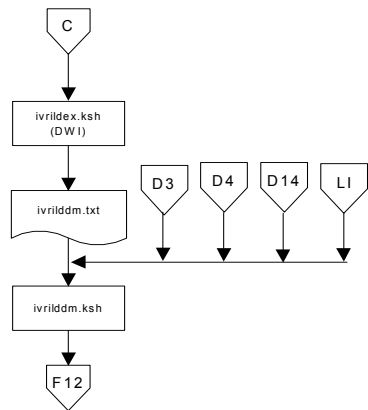 C
ivrildex.ksh
(DWI)
D3
D4
D14
LI
ivrilddm.txt
ivrilddm.ksh
F12